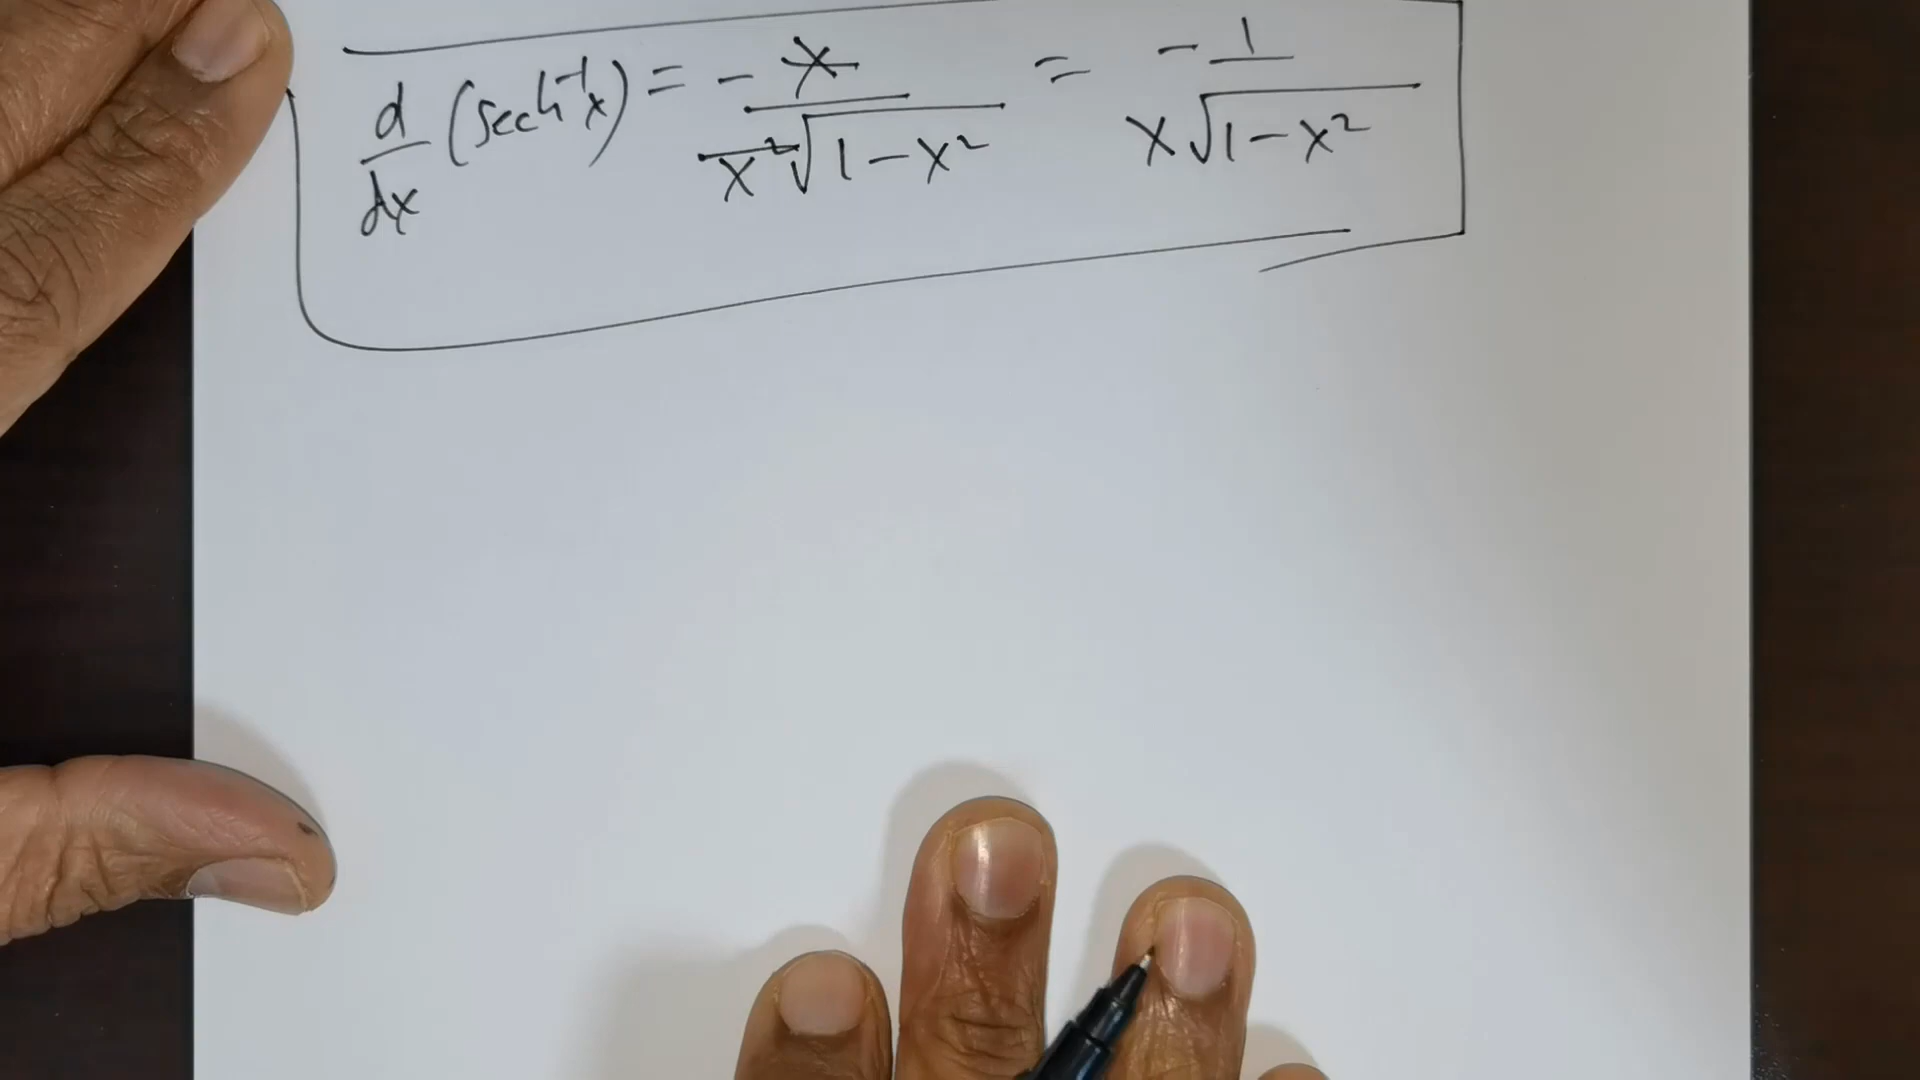 d/dx (sech⁻¹x) = - x/(x²√(1-x²)) = -1/(x√(1-x²))